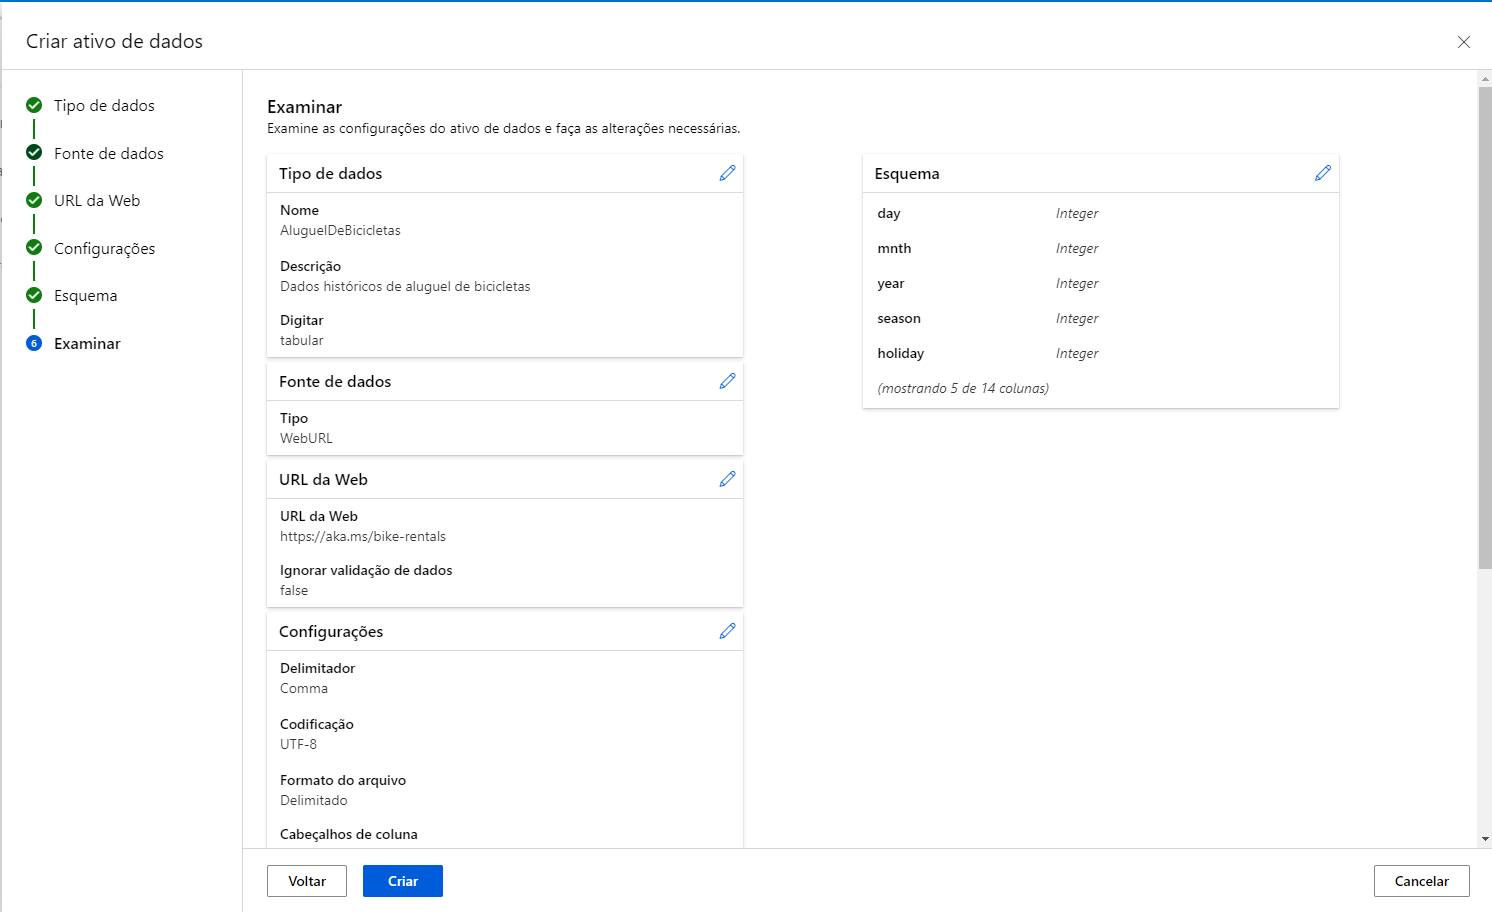 Criar ativo de dados
Tipo de dados
Fonte de dados
URL da Web
Configurações
Esquema
6
Examinar
Examinar
Examine as configurações do ativo de dados e faça as alterações necessárias.
Tipo de dados
Nome
AluguelDeBicicletas
Descrição
Dados históricos de aluguel de bicicletas
Digitar
tabular
Fonte de dados
Tipo
WebURL
URL da Web
URL da Web
https://aka.ms/bike-rentals
Ignorar validação de dados
false
Configurações
Delimitador
Comma
Codificação
UTF-8
Formato do arquivo
Delimitado
Cabeçalhos de coluna
Esquema
day Integer
mnth Integer
year Integer
season Integer
holiday Integer
(mostrando 5 de 14 colunas)
Voltar
Criar
Cancelar